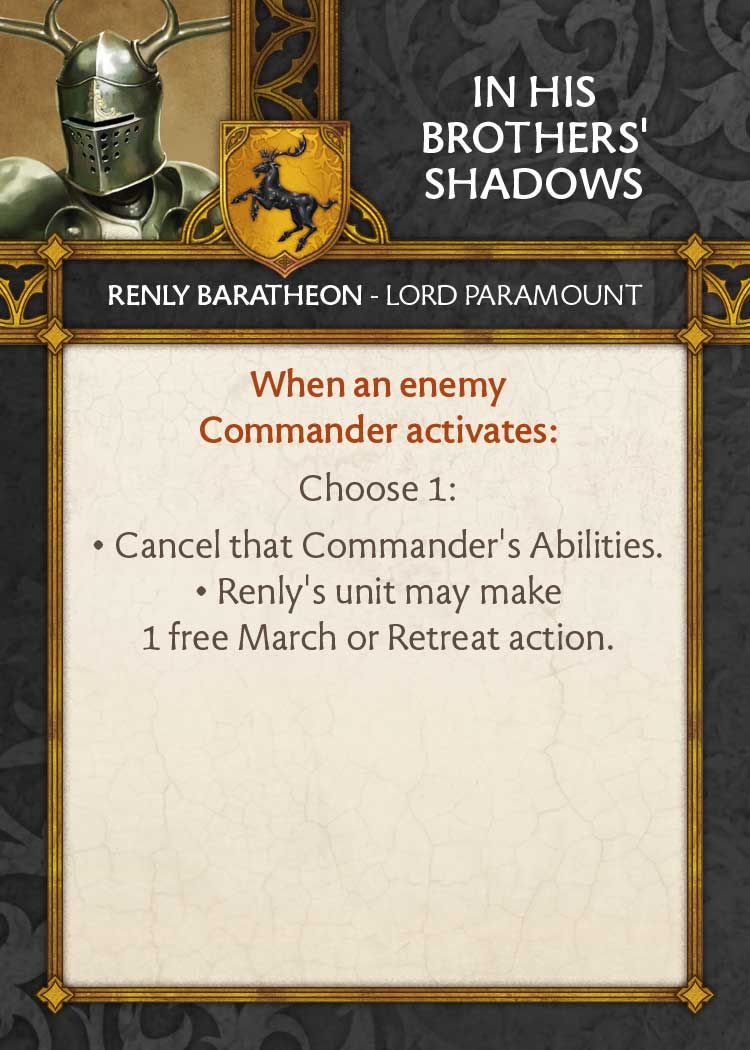 IN HIS
BROTHERS'
SHADOWS
RENLY BARATHEON - LORD PARAMOUNT
When an enemy
Commander activates:
Choose 1:
• Cancel that Commander's Abilities.
• Renly's unit may make
1 free March or Retreat action.